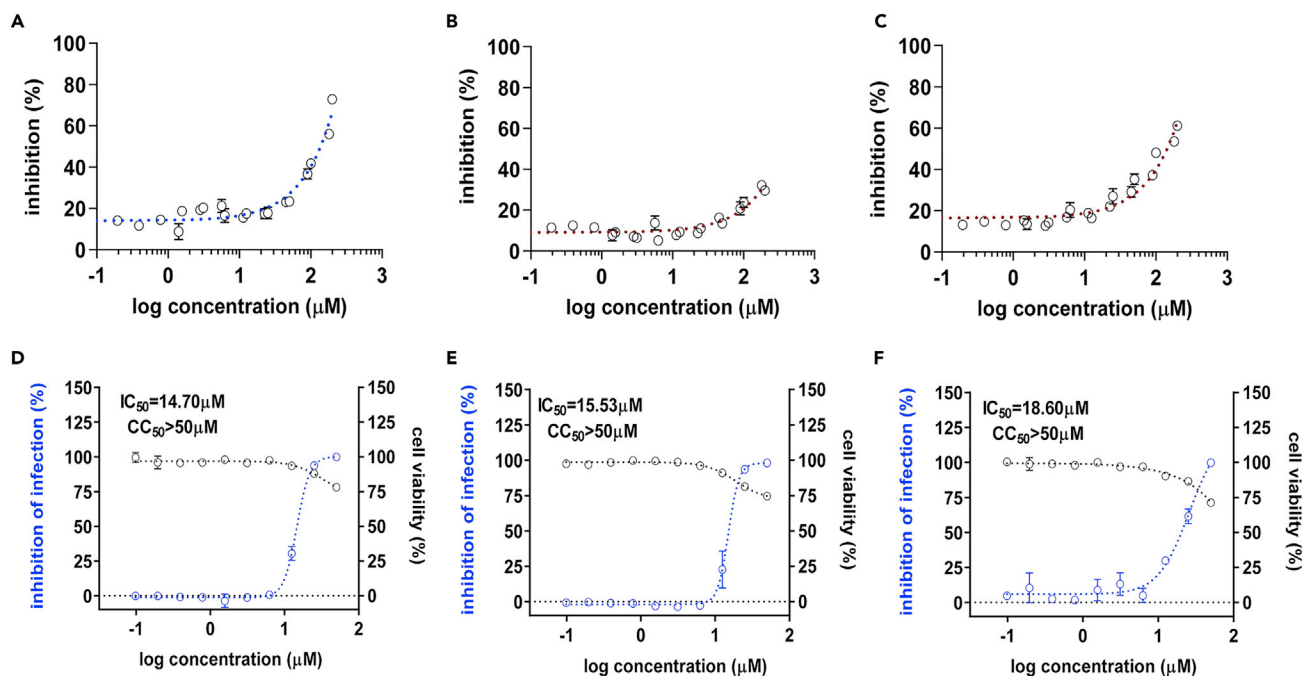 A
100
80
60
40
20
0
inhibition (%)
-1 0 1 2 3
log concentration (μM)
B
100
80
60
40
20
0
inhibition (%)
-1 0 1 2 3
log concentration (μM)
C
100
80
60
40
20
0
inhibition (%)
-1 0 1 2 3
log concentration (μM)
D
150
125
100
75
50
25
0
inhibition of infection (%)
IC50=14.70μM
CC50>50μM
150
125
100
75
50
25
0
cell viability
(%)
-1 0 1 2
log concentration (μM)
E
150
125
100
75
50
25
0
inhibition of infection (%)
IC50=15.53μM
CC50>50μM
150
125
100
75
50
25
0
cell viability
(%)
-1 0 1 2
log concentration (μM)
F
150
125
100
75
50
25
0
inhibition of infection (%)
IC50=18.60μM
CC50>50μM
150
125
100
75
50
25
0
cell viability
(%)
-1 0 1 2
log concentration (μM)